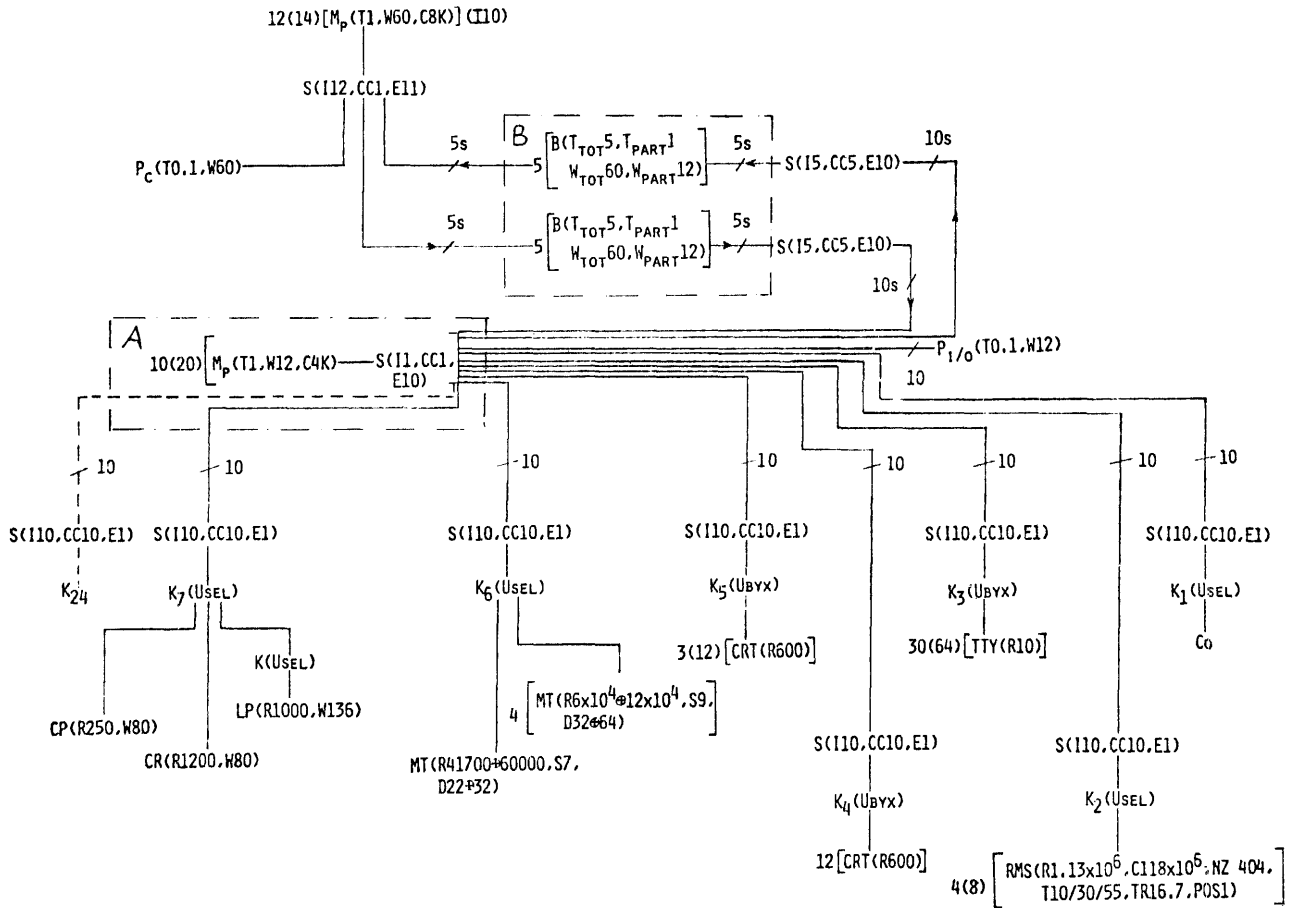 12(14)[Mp(T1,W60,C8K)](I10)
S(I12,CC1,E11)
B
5s
5[B(TTOT5,TPART1
WTOT60,WPART12)]
5s
S(I5,CC5,E10)
10s
PC(T0,1,W60)
5s
5[B(TTOT5,TPART1
WTOT60,WPART12)]
5s
S(I5,CC5,E10)
10s
A
10(20)[Mp(T1,W12,C4K)
S(I1,CC1,
E10)
PI/O(T0,1,W12)
10
10
10
10
10
10
10
10
10
S(I10,CC10,E1)
S(I10,CC10,E1)
S(I10,CC10,E1)
S(I10,CC10,E1)
S(I10,CC10,E1)
S(I10,CC10,E1)
K24
K7(USEL)
K6(USEL)
K5(UBYX)
K3(UBYX)
K1(USEL)
3(12)[CRT(R600)]
30(64)[TTY(R10)]
Co
K(USEL)
CP(R250,W80)
LP(R1000,W136)
4[MT(R6x10⁴⊕12x10⁴,S9,
D32⊕64)]
CR(R1200,W80)
MT(R41700⊕60000,S7,
D22⊕32)
S(I10,CC10,E1)
S(I10,CC10,E1)
K4(UBYX)
K2(USEL)
12[CRT(R600)]
4(8)[RMS(R1.13x10⁶,C118x10⁶,NZ 404,
T10/30/55,TR16.7,POS1)]